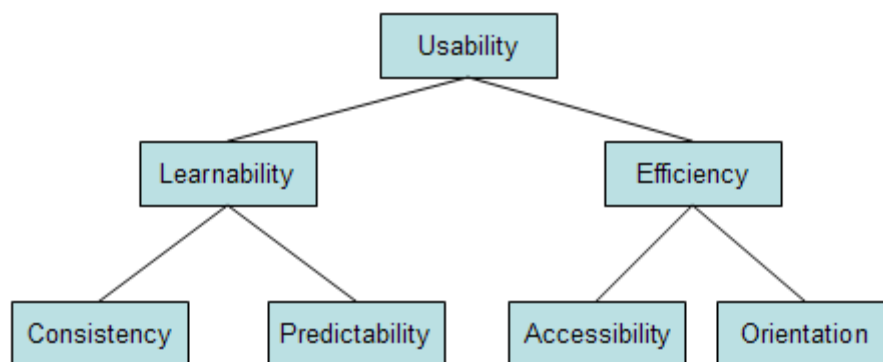 Usability
Learnability
Efficiency
Consistency
Predictability
Accessibility
Orientation